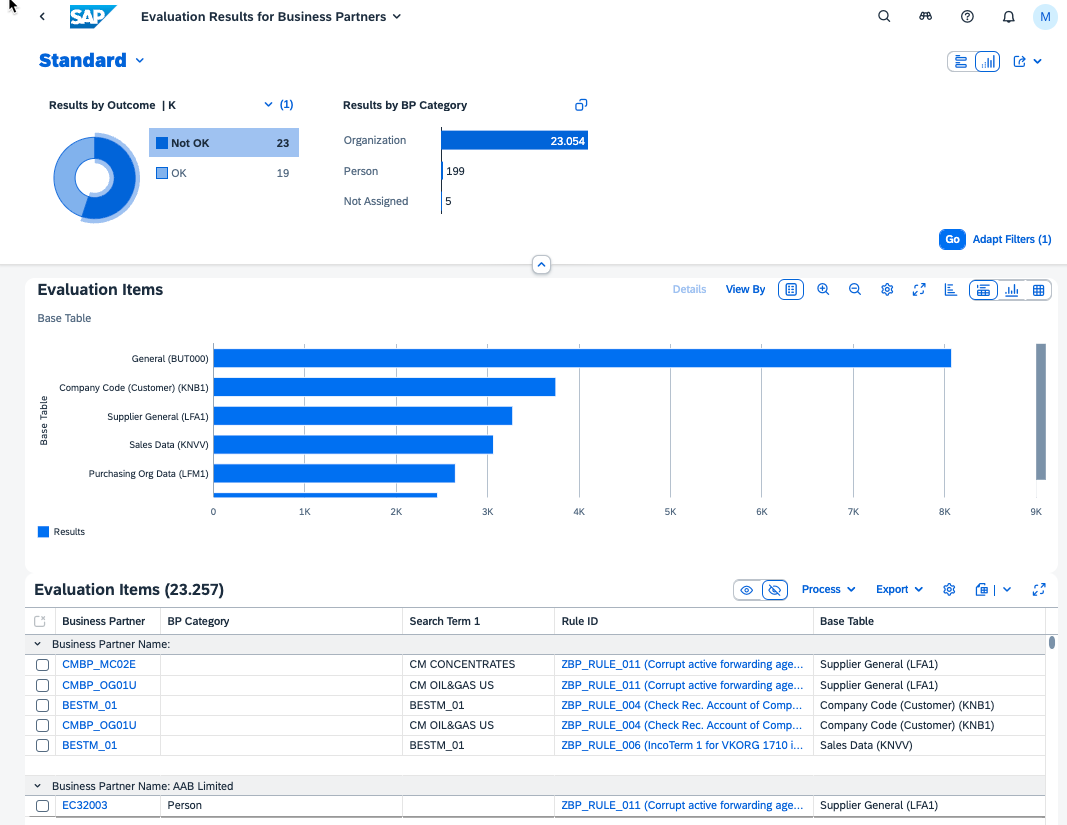 SAP Evaluation Results for Business Partners M
Standard
Results by Outcome | K (1)
Not OK 23
OK 19
Results by BP Category
Organization 23.054
Person 199
Not Assigned 5
Go Adapt Filters (1)
Evaluation Items Details View By
Base Table
Base Table
General (BUT000)
Company Code (Customer) (KNB1)
Supplier General (LFA1)
Sales Data (KNVV)
Purchasing Org Data (LFM1)
0 1K 2K 3K 4K 5K 6K 7K 8K 9K
Results
Evaluation Items (23.257) Process Export
Business Partner BP Category Search Term 1 Rule ID Base Table
Business Partner Name:
CMBP_MC02E CM CONCENTRATES ZBP_RULE_011 (Corrupt active forwarding age... Supplier General (LFA1)
CMBP_OG01U CM OIL&GAS US ZBP_RULE_011 (Corrupt active forwarding age... Supplier General (LFA1)
BESTM_01 BESTM_01 ZBP_RULE_004 (Check Rec. Account of Comp... Company Code (Customer) (KNB1)
CMBP_OG01U CM OIL&GAS US ZBP_RULE_004 (Check Rec. Account of Comp... Company Code (Customer) (KNB1)
BESTM_01 BESTM_01 ZBP_RULE_006 (IncoTerm 1 for VKORG 1710 i... Sales Data (KNVV)
Business Partner Name: AAB Limited
EC32003 Person ZBP_RULE_011 (Corrupt active forwarding age... Supplier General (LFA1)